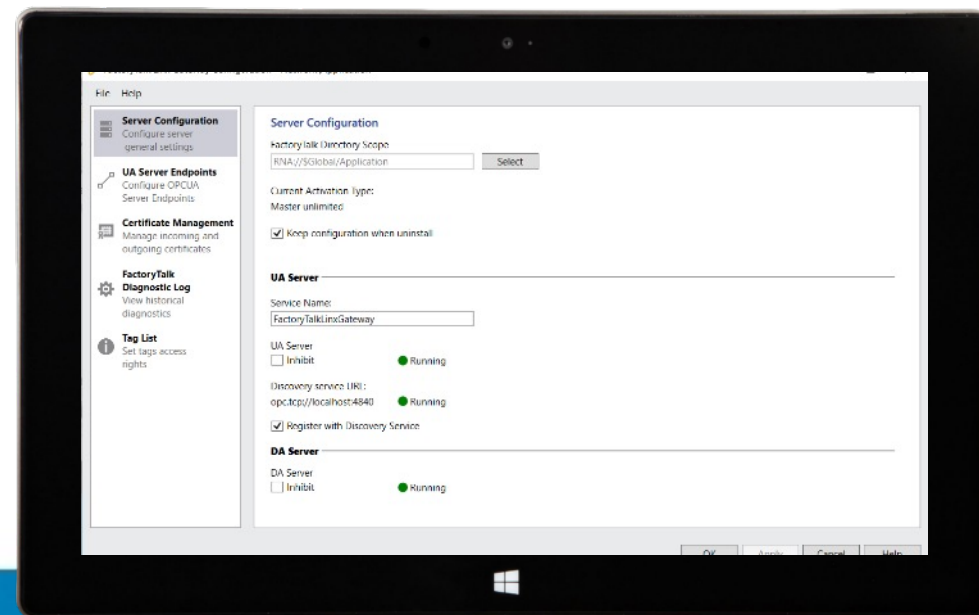 File Help
Server Configuration
Configure server
general settings
UA Server Endpoints
Configure OPCUA
Server Endpoints
Certificate Management
Manage incoming and
outgoing certificates
FactoryTalk
Diagnostic Log
View historical
diagnostics
Tag List
Set tags access
rights
Server Configuration
FactoryTalk Directory Scope
RNA://$Global/Application
Select
Current Activation Type:
Master unlimited
Keep configuration when uninstall
UA Server
Service Name:
FactoryTalkLinxGateway
UA Server
Inhibit Running
Discovery service URL:
opc.tcp://localhost:4840 Running
Register with Discovery Service
DA Server
DA Server
Inhibit Running
OK Apply Cancel Help